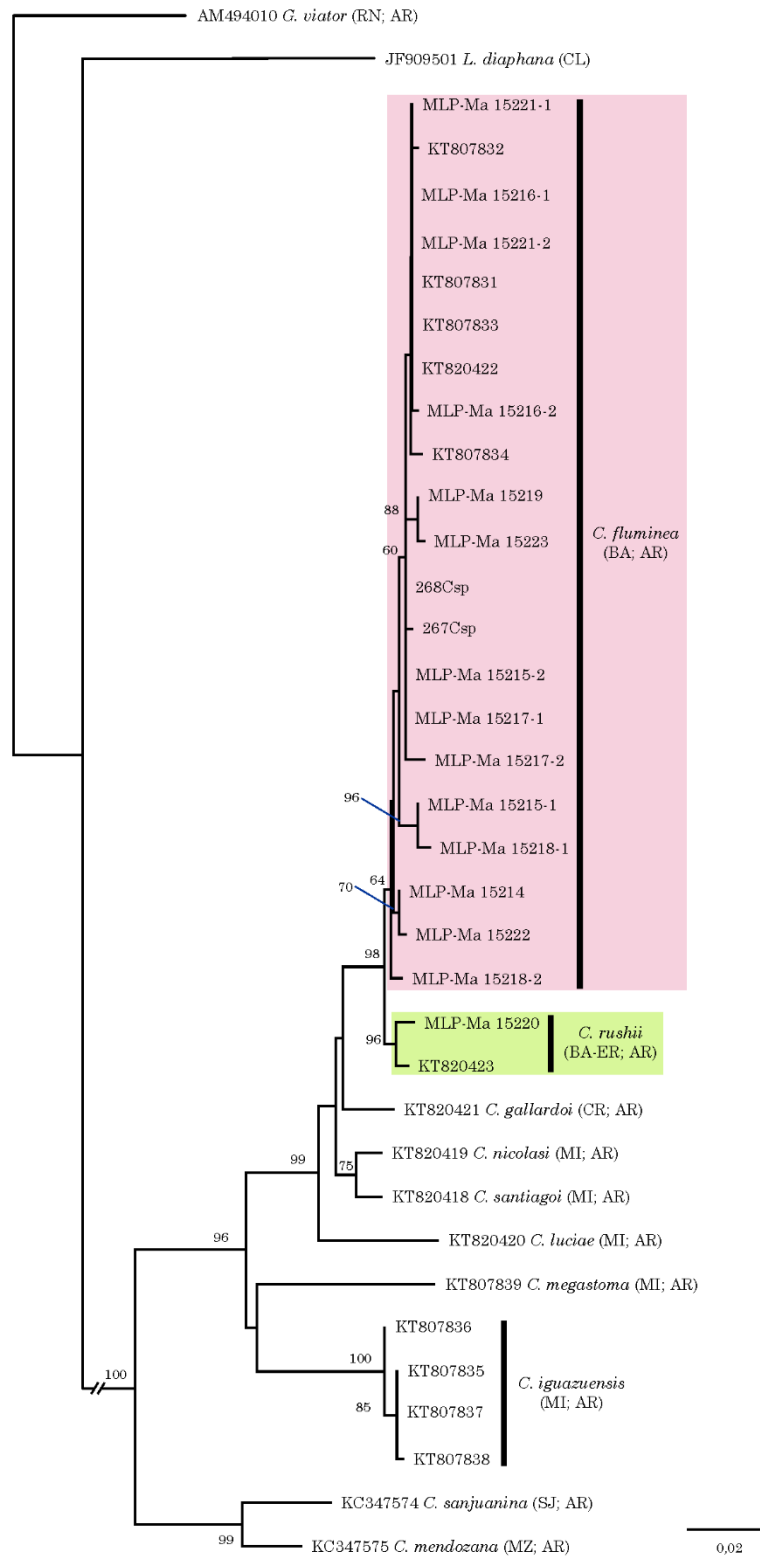 AM494010 G. viator (RN; AR)
JF909501 L. diaphana (CL)
MLP-Ma 15221-1
KT807832
MLP-Ma 15216-1
MLP-Ma 15221-2
KT807831
KT807833
KT820422
MLP-Ma 15216-2
KT807834
MLP-Ma 15219
88
MLP-Ma 15223
C. fluminea
(BA; AR)
60
268Csp
267Csp
MLP-Ma 15215-2
MLP-Ma 15217-1
MLP-Ma 15217-2
96
MLP-Ma 15215-1
MLP-Ma 15218-1
64
70
MLP-Ma 15214
MLP-Ma 15222
98
MLP-Ma 15218-2
MLP-Ma 15220
96
KT820423
C. rushii
(BA-ER; AR)
KT820421 C. gallardoi (CR; AR)
KT820419 C. nicolasi (MI; AR)
99
75
KT820418 C. santiagoi (MI; AR)
96
KT820420 C. luciae (MI; AR)
KT807839 C. megastoma (MI; AR)
KT807836
100
KT807835
85
KT807837
KT807838
C. iguazuensis
(MI; AR)
100
KC347574 C. sanjuanina (SJ; AR)
99
KC347575 C. mendozana (MZ; AR)
0,02